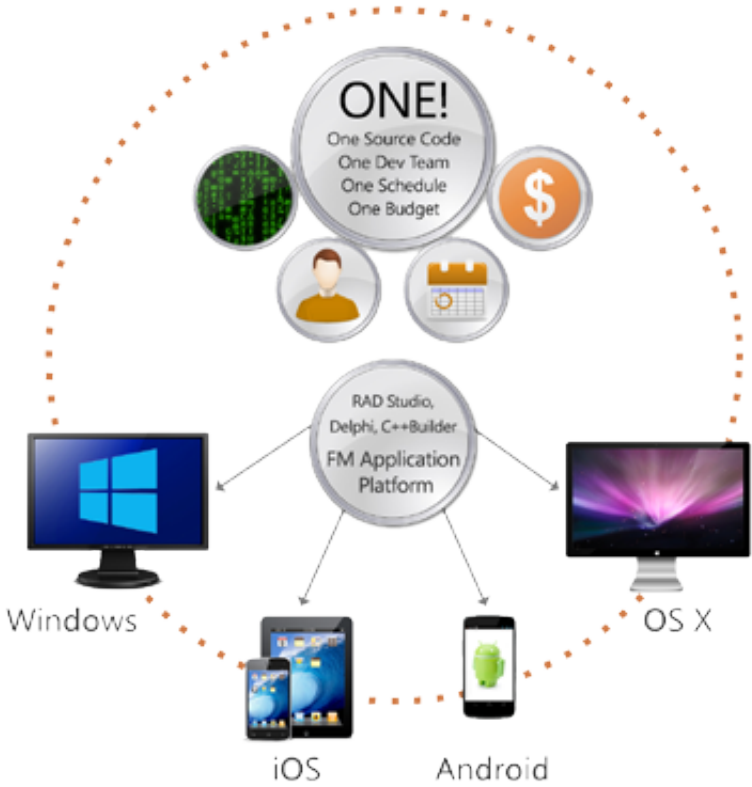 ONE!
One Source Code
One Dev Team
One Schedule
One Budget
$
RAD Studio,
Delphi, C++Builder
FM Application
Platform
Windows
OS X
iOS
Android